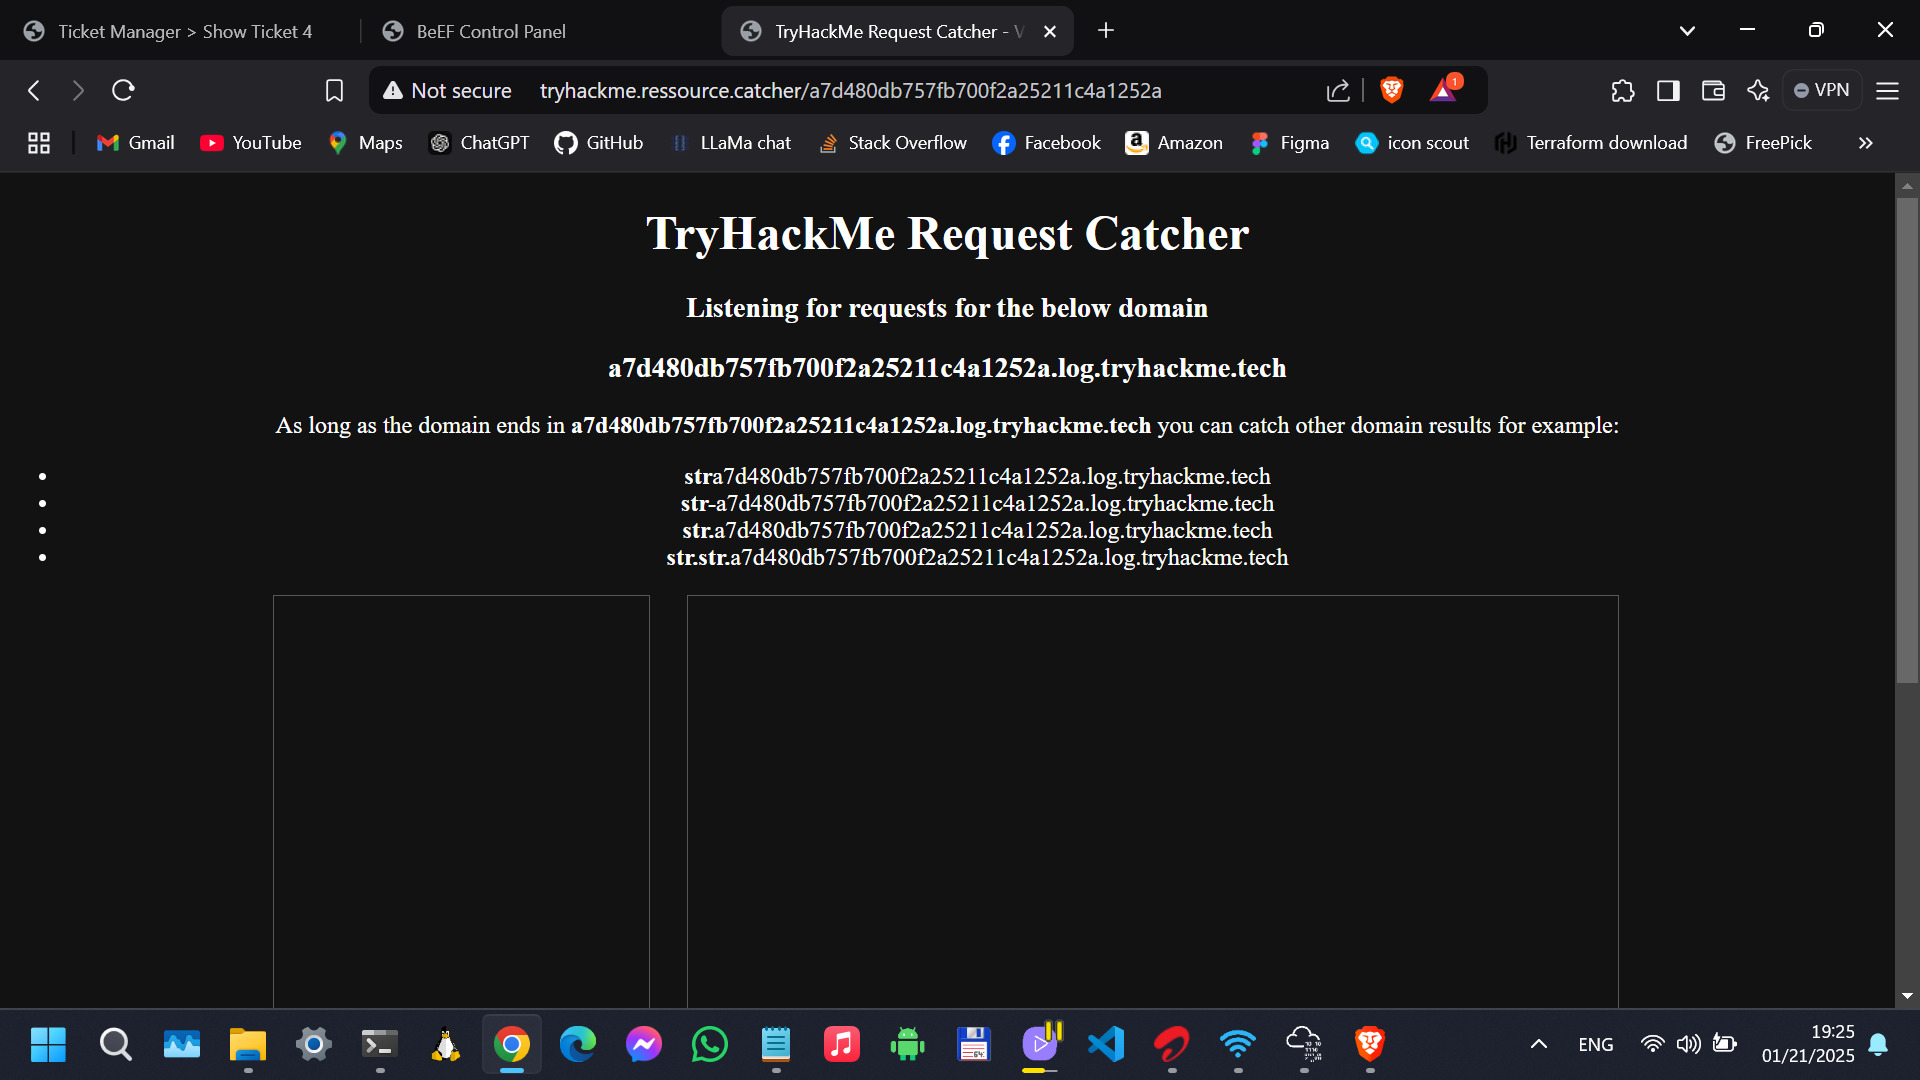 Ticket Manager > Show Ticket 4
BeEF Control Panel
TryHackMe Request Catcher - V
Not secure
tryhackme.ressource.catcher/a7d480db757fb700f2a25211c4a1252a
1
VPN
Gmail
YouTube
Maps
ChatGPT
GitHub
LLaMa chat
Stack Overflow
Facebook
Amazon
Figma
icon scout
Terraform download
FreePick
TryHackMe Request Catcher
Listening for requests for the below domain
a7d480db757fb700f2a25211c4a1252a.log.tryhackme.tech
As long as the domain ends in a7d480db757fb700f2a25211c4a1252a.log.tryhackme.tech you can catch other domain results for example:
stra7d480db757fb700f2a25211c4a1252a.log.tryhackme.tech
str-a7d480db757fb700f2a25211c4a1252a.log.tryhackme.tech
str.a7d480db757fb700f2a25211c4a1252a.log.tryhackme.tech
str.str.a7d480db757fb700f2a25211c4a1252a.log.tryhackme.tech
ENG
19:25
01/21/2025